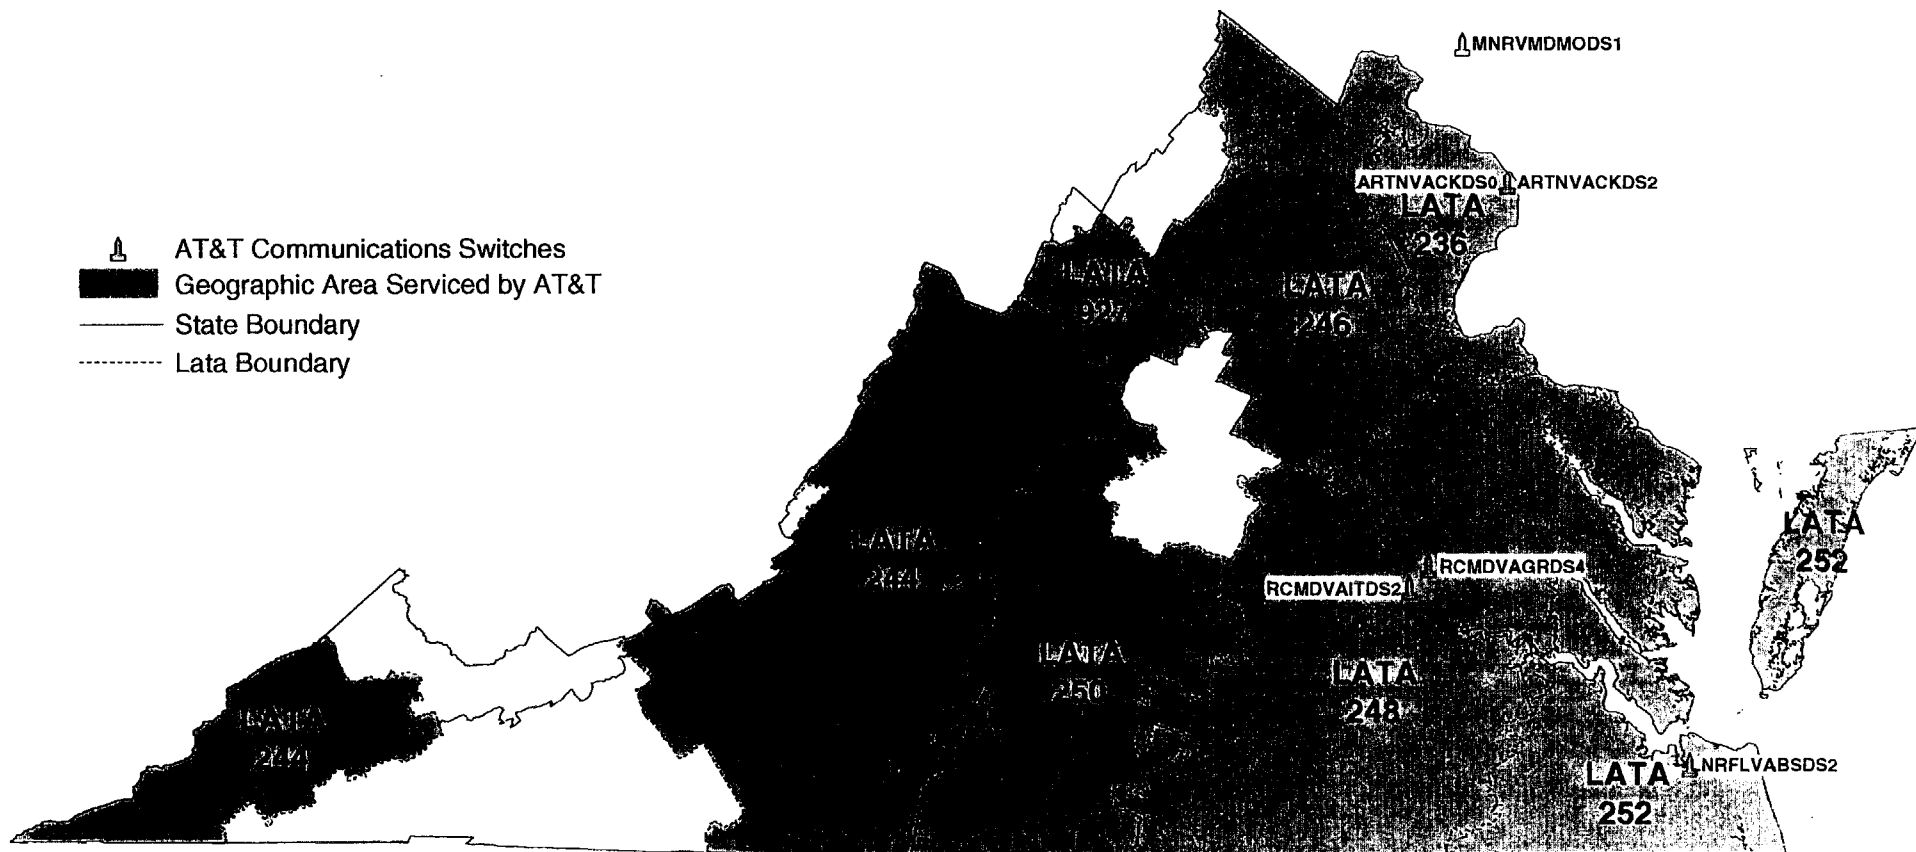 MNRVMDMODS1
ARTNVACKDS0 ARTNVACKDS2
LATA
236
AT&T Communications Switches
Geographic Area Serviced by AT&T
State Boundary
Lata Boundary
LATA
927
LATA
246
LATA
252
LATA
244
RCMDVAGRDS4
RCMDVAITDS2
LATA
250
LATA
248
LATA
244
NRFLVABSDS2
LATA
252